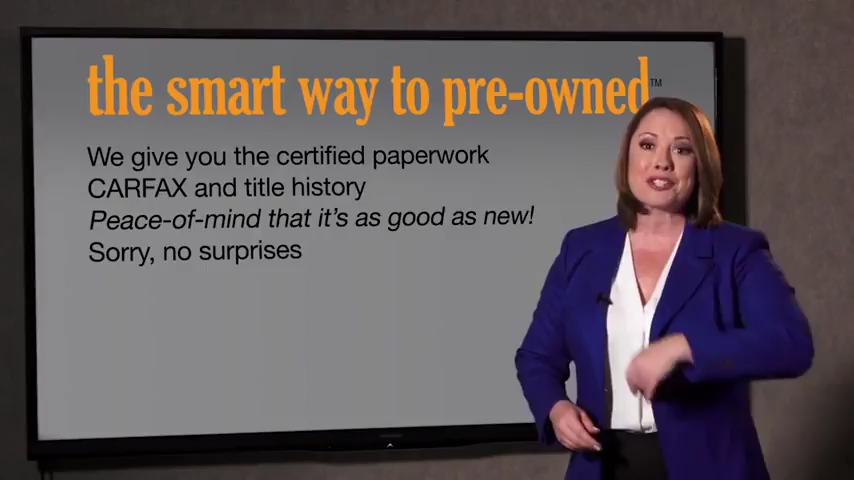 the smart way to pre-owned™
We give you the certified paperwork
CARFAX and title history
Peace-of-mind that it's as good as new!
Sorry, no surprises